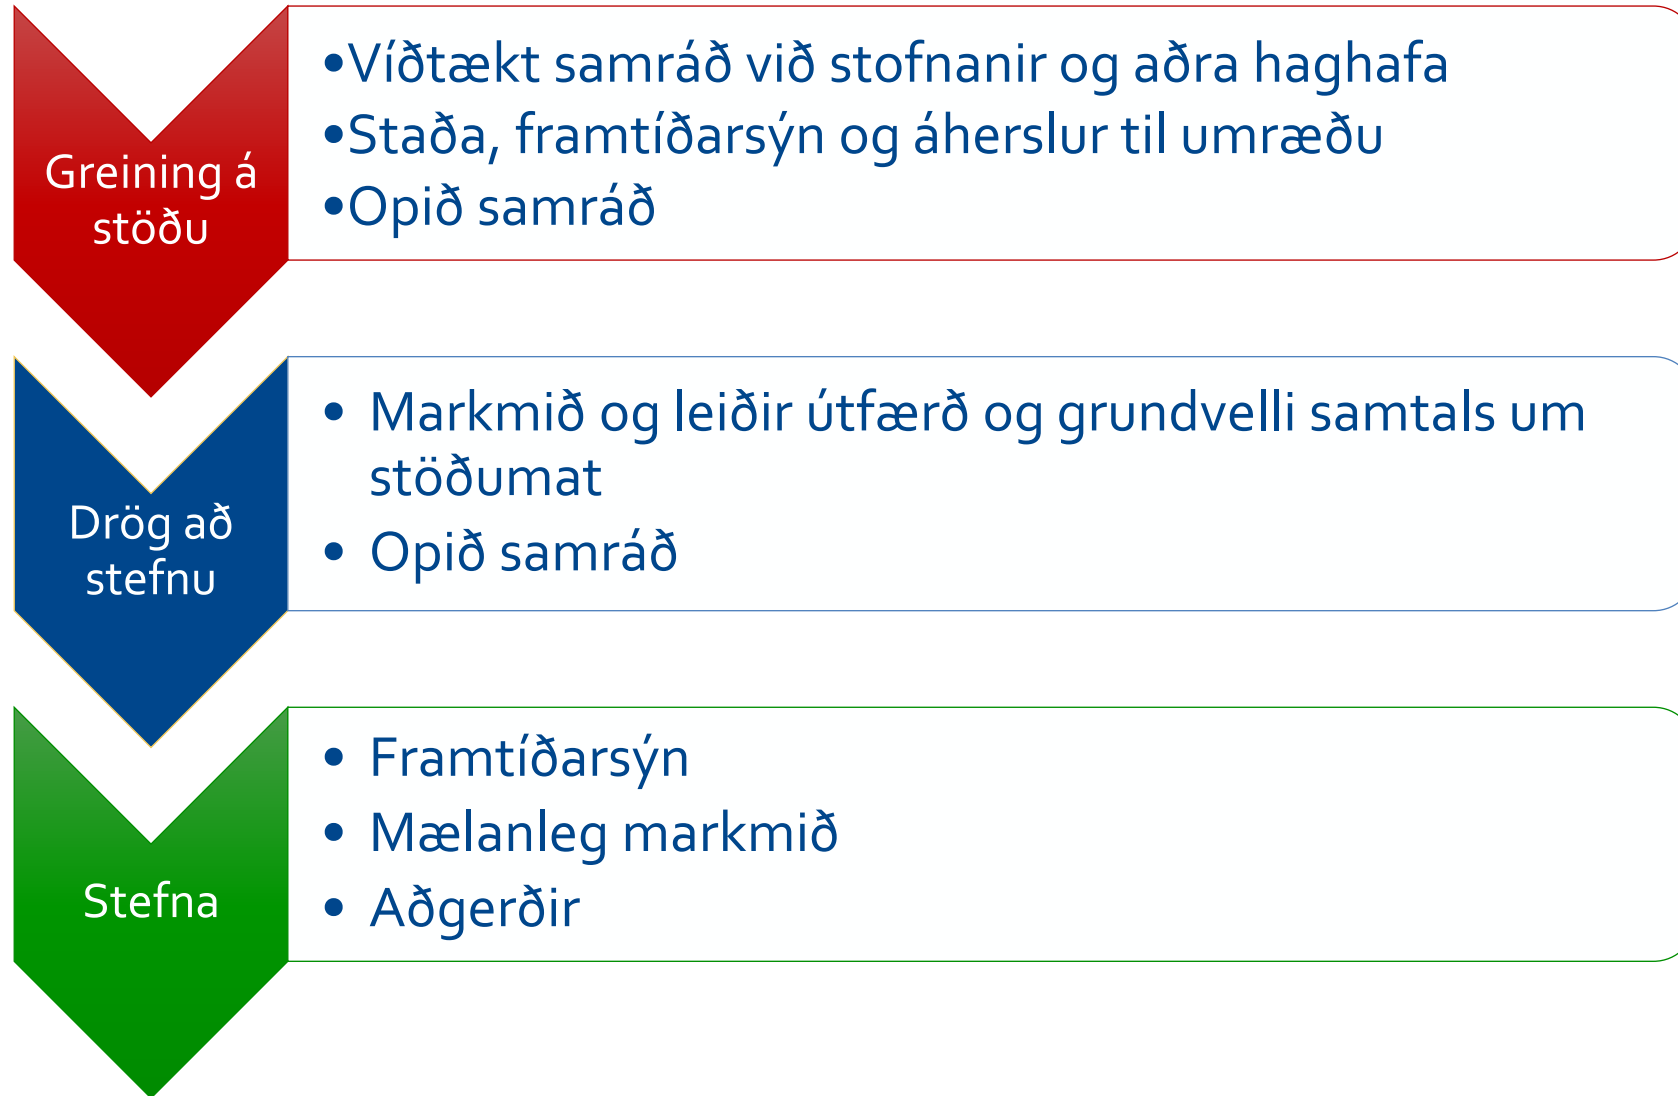 Greining á
stöðu
•Víðtækt samráð við stofnanir og aðra haghafa
•Staða, framtíðarsýn og áherslur til umræðu
•Opið samráð
Drög að
stefnu
• Markmið og leiðir útfærð og grundvelli samtals um
stöðumat
• Opið samráð
Stefna
• Framtíðarsýn
• Mælanleg markmið
• Aðgerðir